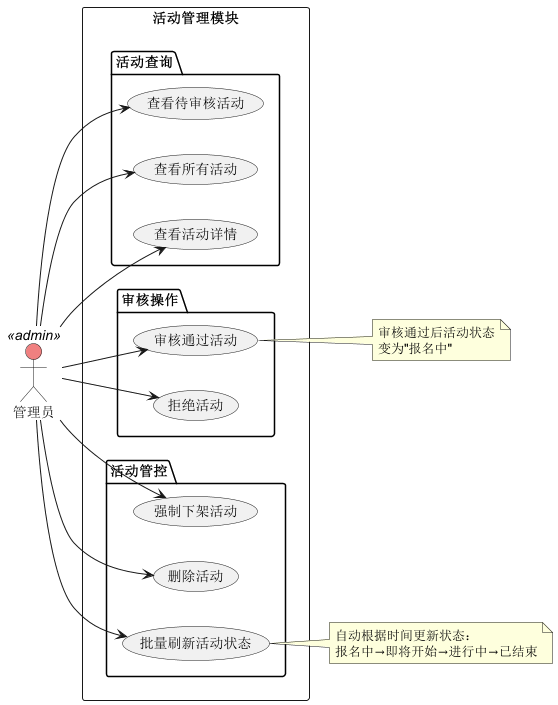 活动管理模块
活动查询
查看待审核活动
查看所有活动
查看活动详情
审核操作
审核通过活动
拒绝活动
审核通过后活动状态
变为"报名中"
«admin»
管理员
活动管控
强制下架活动
删除活动
批量刷新活动状态
自动根据时间更新状态：
报名中→即将开始→进行中→已结束